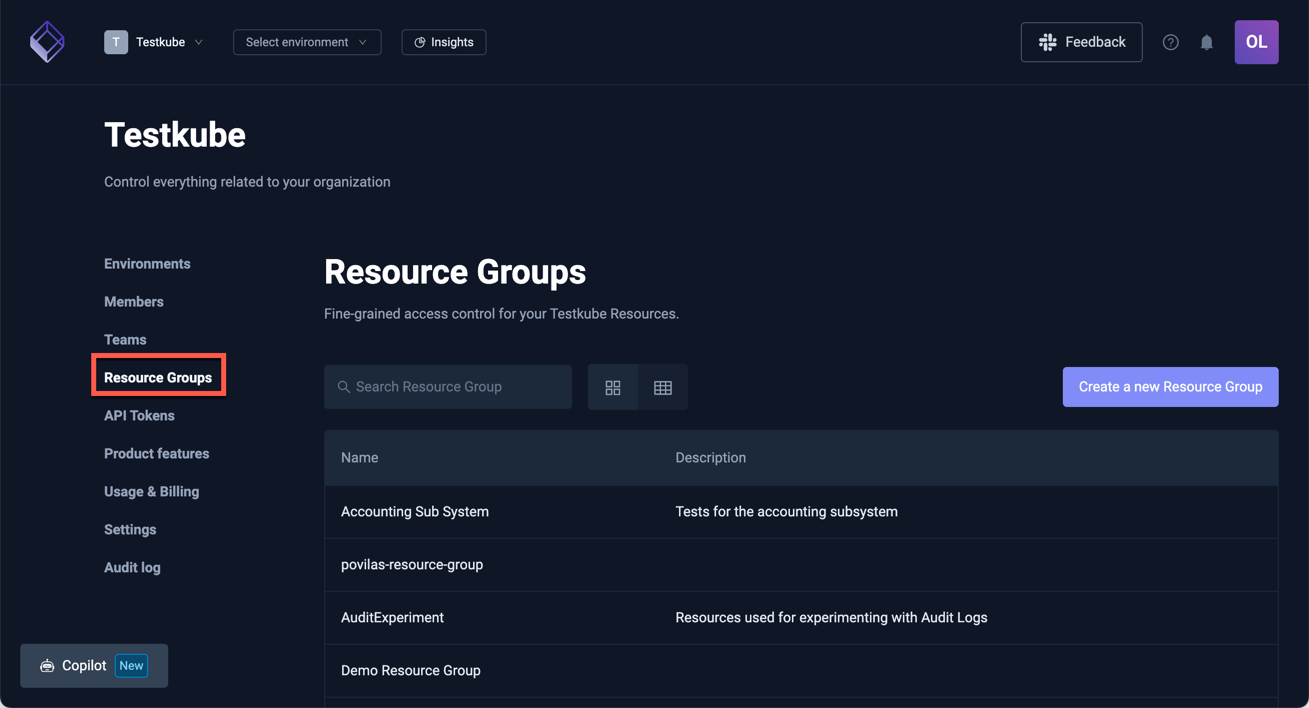 T Testkube Select environment Insights Feedback OL
Testkube
Control everything related to your organization
Environments
Members
Teams
Resource Groups
API Tokens
Product features
Usage & Billing
Settings
Audit log
Resource Groups
Fine-grained access control for your Testkube Resources.
Search Resource Group Create a new Resource Group
Name Description
Accounting Sub System Tests for the accounting subsystem
povilas-resource-group
AuditExperiment Resources used for experimenting with Audit Logs
Demo Resource Group
Copilot New